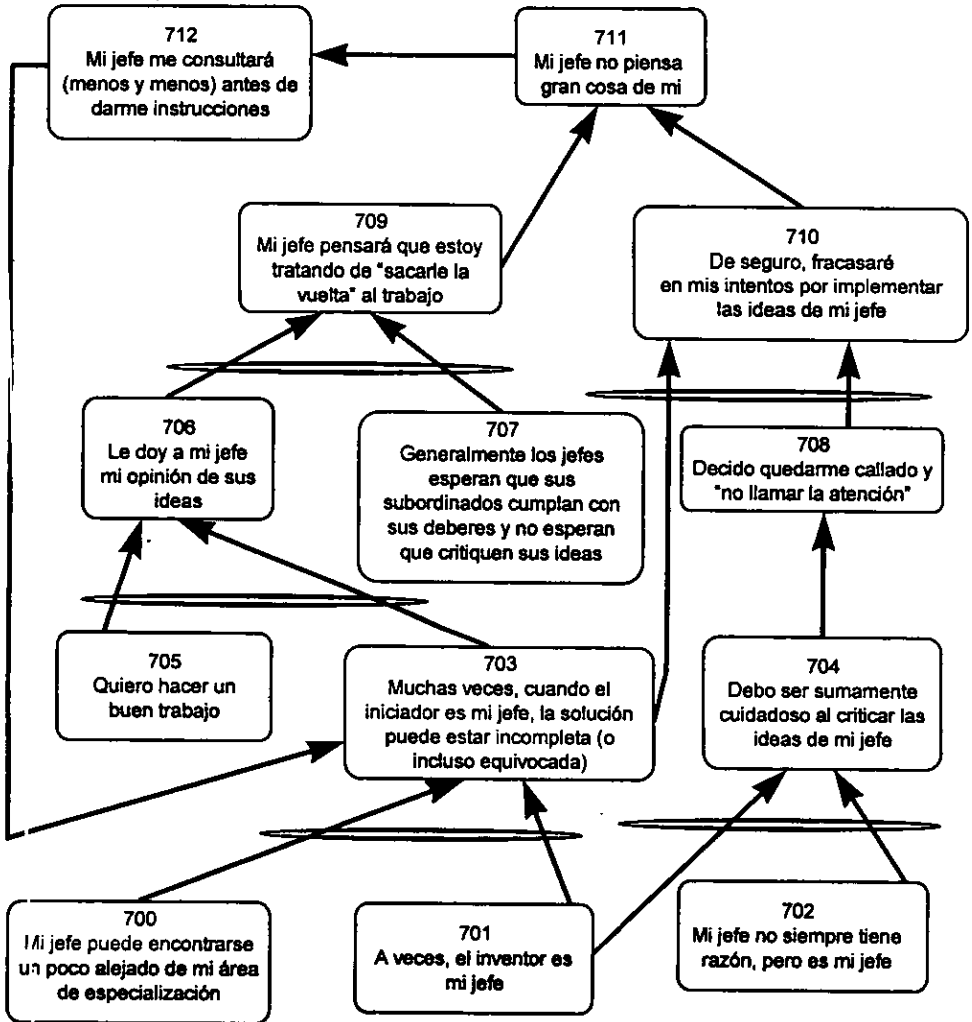 712
Mi jefe me consultará
(menos y menos) antes de
darme instrucciones
711
Mi jefe no piensa
gran cosa de mi
709
Mi jefe pensará que estoy
tratando de "sacarle la
vuelta" al trabajo
710
De seguro, fracasaré
en mis intentos por implementar
las ideas de mi jefe
706
Le doy a mi jefe
mi opinión de sus
ideas
707
Generalmente los jefes
esperan que sus
subordinados cumplan con
sus deberes y no esperan
que critiquen sus ideas
708
Decido quedarme callado y
"no llamar la atención"
705
Quiero hacer un
buen trabajo
703
Muchas veces, cuando el
iniciador es mi jefe, la solución
puede estar incompleta (o
incluso equivocada)
704
Debo ser sumamente
cuidadoso al criticar las
ideas de mi jefe
700
Mi jefe puede encontrarse
un poco alejado de mi área
de especialización
701
A veces, el inventor es
mi jefe
702
Mi jefe no siempre tiene
razón, pero es mi jefe